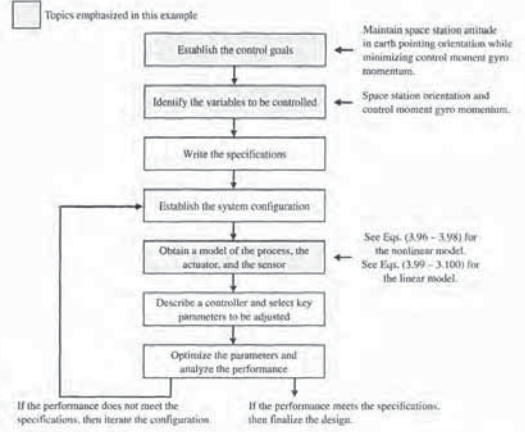 Topics emphasized in this example
Establish the control goals
Maintain space station attitude
in earth pointing orientation while
minimizing control moment gyro
momentum.
Identify the variables to be controlled
Space station orientation and
control moment gyro momentum.
Write the specifications
Establish the system configuration
Obtain a model of the process, the
actuator, and the sensor
See Eqs. (3.96 – 3.98) for
the nonlinear model.
See Eqs. (3.99 – 3.100) for
the linear model.
Describe a controller and select key
parameters to be adjusted
Optimize the parameters and
analyze the performance
If the performance does not meet the
specifications, then iterate the configuration.
If the performance meets the specifications,
then finalize the design.